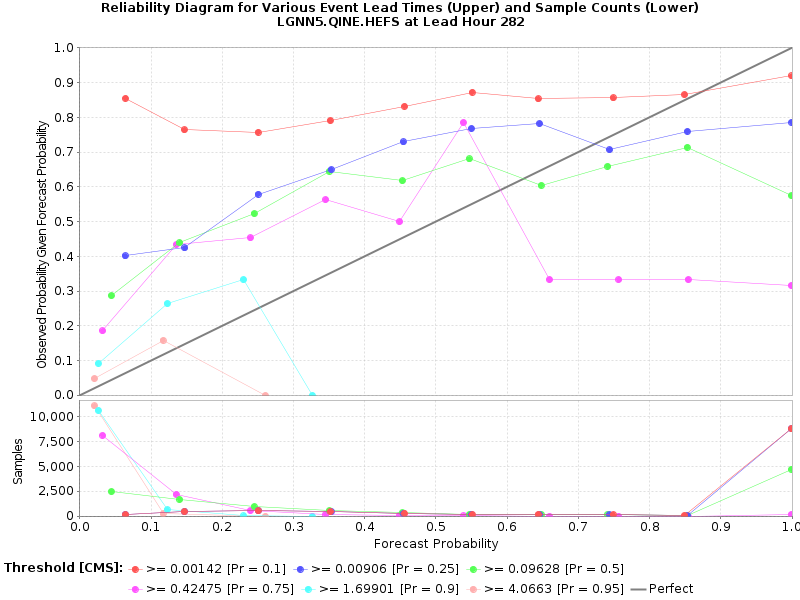 Reliability Diagram for Various Event Lead Times (Upper) and Sample Counts (Lower)
LGNN5.QINE.HEFS at Lead Hour 282
Observed Probability Given Forecast Probability
1.0
0.9
0.8
0.7
0.6
0.5
0.4
0.3
0.2
0.1
0.0
Samples
10,000
7,500
5,000
2,500
0
0.0 0.1 0.2 0.3 0.4 0.5 0.6 0.7 0.8 0.9 1.0
Forecast Probability
Threshold [CMS]: >= 0.00142 [Pr = 0.1] >= 0.00906 [Pr = 0.25] >= 0.09628 [Pr = 0.5]
>= 0.42475 [Pr = 0.75] >= 1.69901 [Pr = 0.9] >= 4.0663 [Pr = 0.95] Perfect